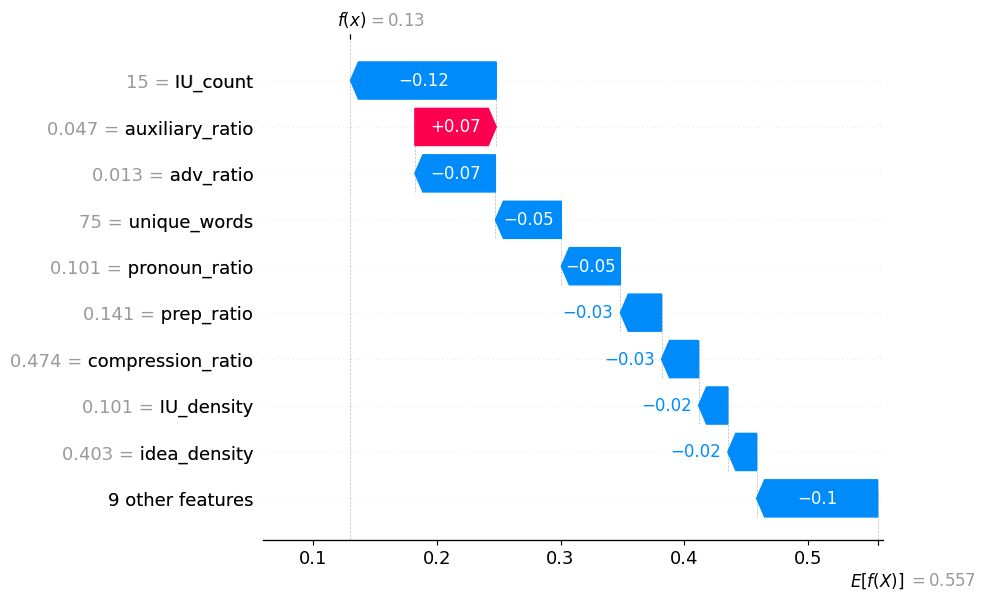 f(x) = 0.13
15 = IU_count −0.12
0.047 = auxiliary_ratio +0.07
0.013 = adv_ratio −0.07
75 = unique_words −0.05
0.101 = pronoun_ratio −0.05
0.141 = prep_ratio −0.03
0.474 = compression_ratio −0.03
0.101 = IU_density −0.02
0.403 = idea_density −0.02
9 other features −0.1
0.1 0.2 0.3 0.4 0.5
E[f(X)] = 0.557